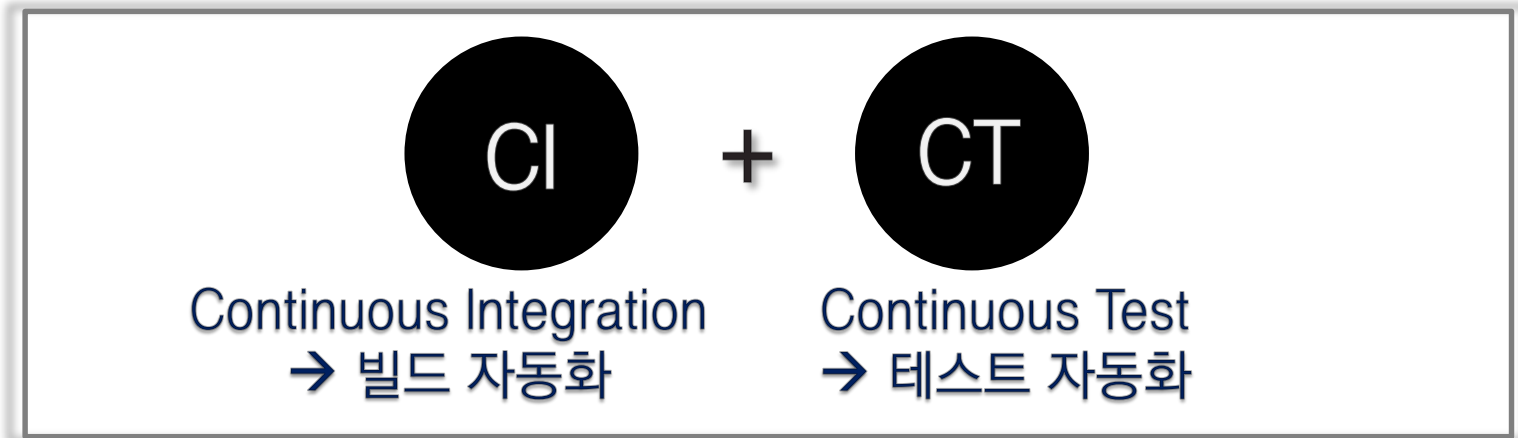 CI + CT
Continuous Integration
→ 빌드 자동화
Continuous Test
→ 테스트 자동화